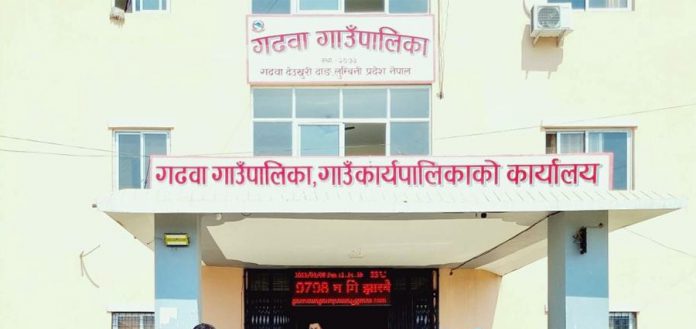 गढवा गाउँपालिका
गढवा देउखुरी दाङ लुम्बिनी प्रदेश नेपाल
गढवा गाउँपालिका, गाउँकार्यपालिकाको कार्यालय